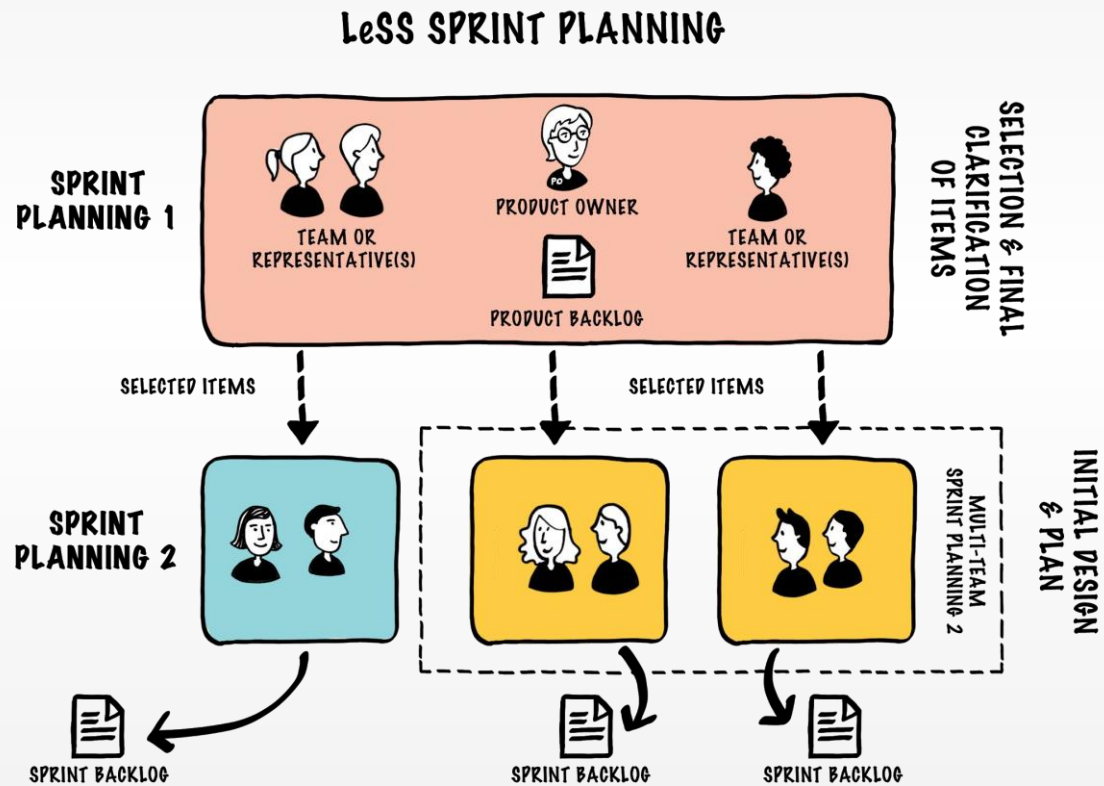 LeSS SPRINT PLANNING
SPRINT
PLANNING 1
TEAM OR
REPRESENTATIVE(S)
PO
PRODUCT OWNER
PRODUCT BACKLOG
TEAM OR
REPRESENTATIVE(S)
SELECTION & FINAL
CLARIFICATION
OF ITEMS
SELECTED ITEMS
SELECTED ITEMS
SPRINT
PLANNING 2
MULTI-TEAM
SPRINT PLANNING 2
INITIAL DESIGN
& PLAN
SPRINT BACKLOG
SPRINT BACKLOG
SPRINT BACKLOG